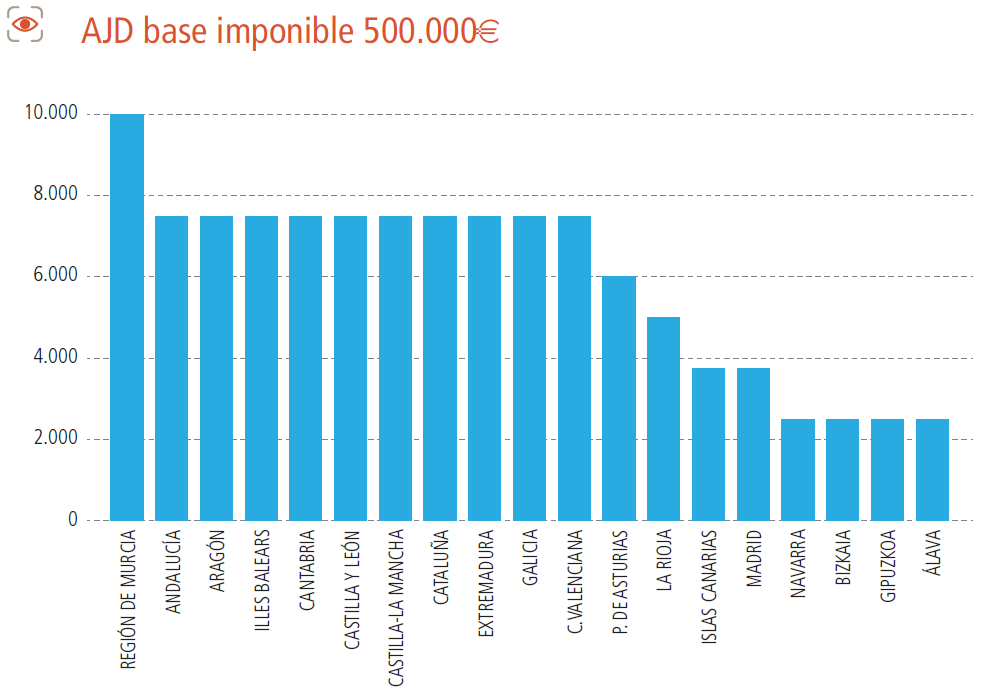 AJD base imponible 500.000€
10.000
8.000
6.000
4.000
2.000
0
REGIÓN DE MURCIA
ANDALUCÍA
ARAGÓN
ILLES BALEARS
CANTABRIA
CASTILLA Y LEÓN
CASTILLA-LA MANCHA
CATALUÑA
EXTREMADURA
GALICIA
C. VALENCIANA
P. DE ASTURIAS
LA RIOJA
ISLAS CANARIAS
MADRID
NAVARRA
BIZKAIA
GIPUZKOA
ÁLAVA